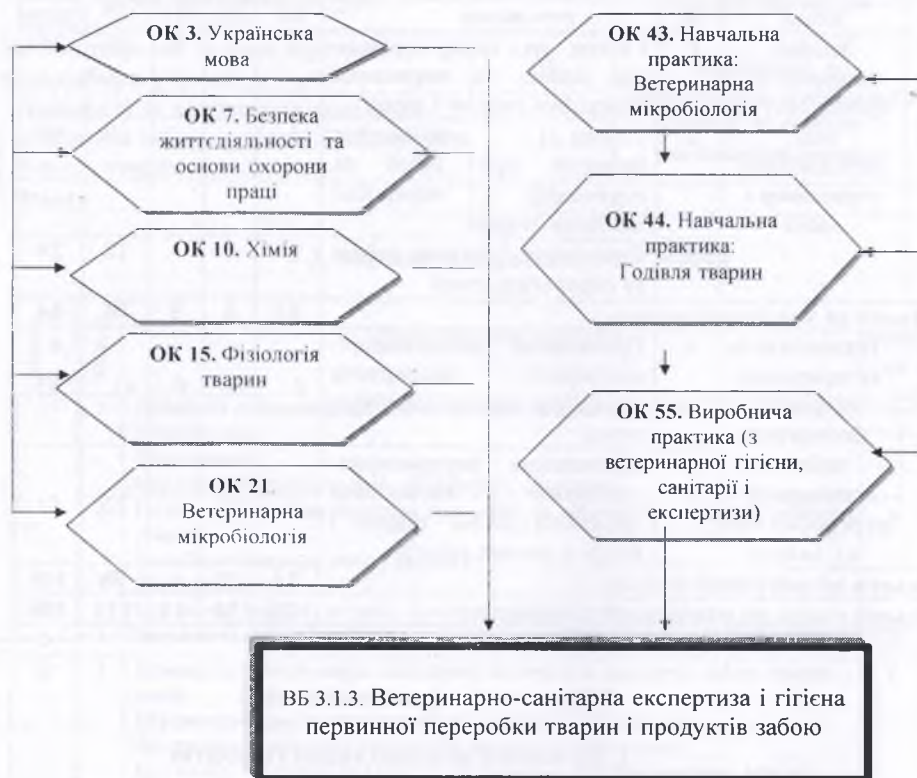 ОК 3. Українська
мова
ОК 7. Безпека
життєдіяльності та
основи охорони
праці
ОК 10. Хімія
ОК 15. Фізіологія
тварин
ОК 21
Ветеринарна
мікробіологія
ОК 43. Навчальна
практика:
Ветеринарна
мікробіологія
ОК 44. Навчальна
практика:
Годівля тварин
ОК 55. Виробнича
практика (з
ветеринарної гігієни,
санітарії і
експертизи)
ВБ 3.1.3. Ветеринарно-санітарна експертиза і гігієна
первинної переробки тварин і продуктів забою